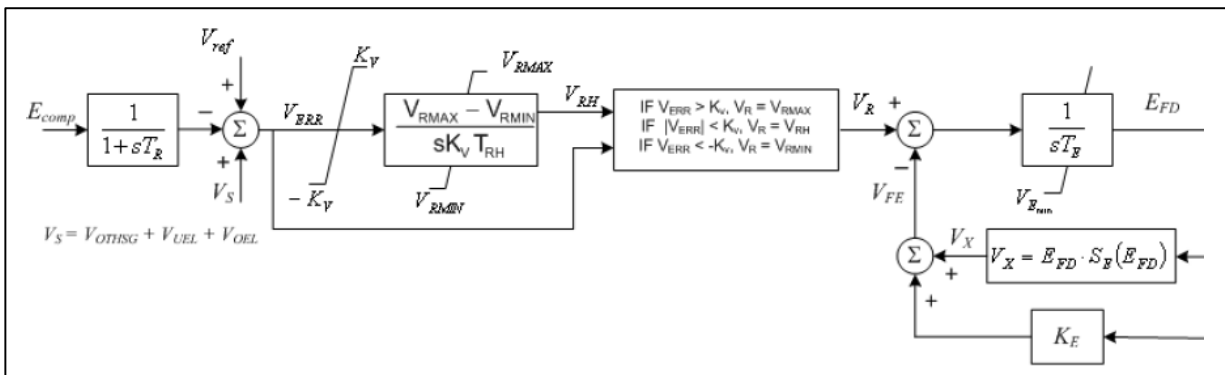 V_ref
K_V
V_RMAX
E_comp
1
1+sT_R
+
−
Σ
+
V_S
V_ERR
− K_V
V_RMAX − V_RMIN
sK_V T_RH
V_RMIN
V_RH
IF V_ERR > K_v, V_R = V_RMAX
IF |V_ERR| < K_v, V_R = V_RH
IF V_ERR < -K_v, V_R = V_RMIN
V_R
+
Σ
−
V_FE
1
sT_E
V_Emin
E_FD
V_S = V_OTHSG + V_UEL + V_OEL
Σ
V_X
+
V_X = E_FD · S_E(E_FD)
+
K_E